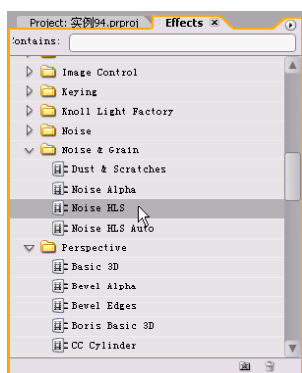 Project: 实例94.prproj Effects ×
Contains:
Image Control
Keying
Knoll Light Factory
Noise
Noise & Grain
Dust & Scratches
Noise Alpha
Noise HLS
Noise HLS Auto
Perspective
Basic 3D
Bevel Alpha
Bevel Edges
Boris Basic 3D
CC Cylinder